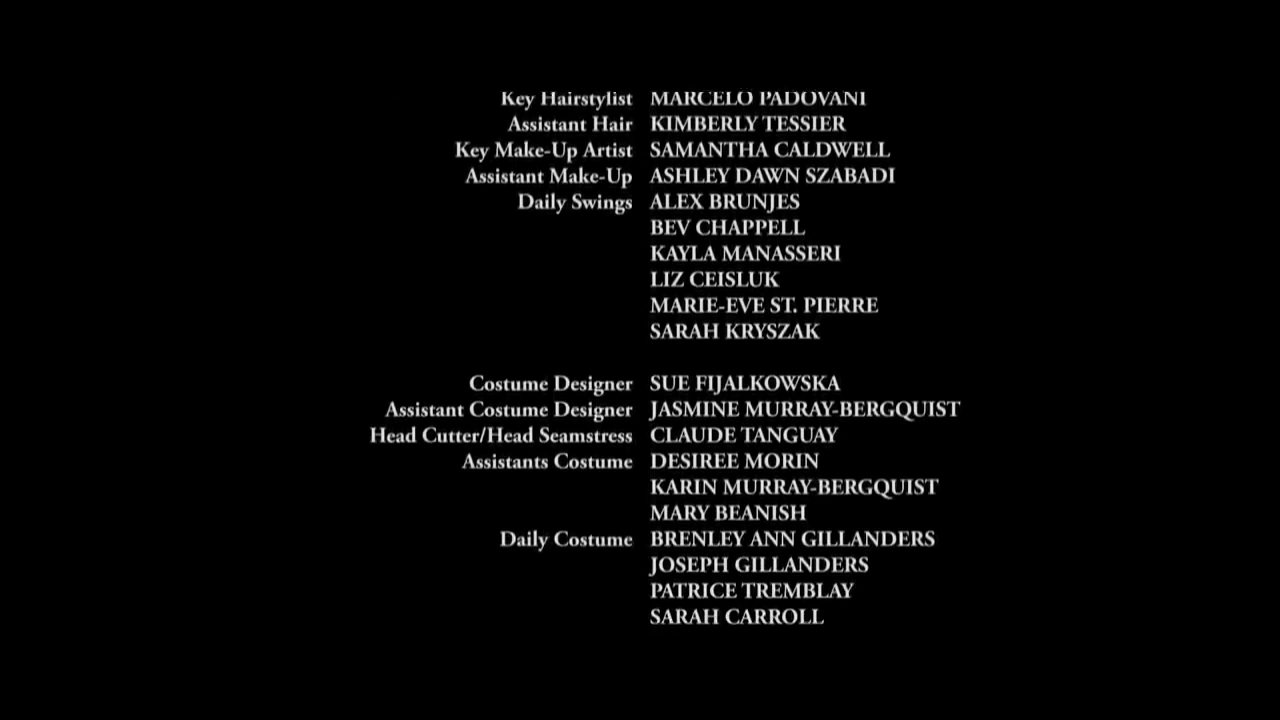 Key Hairstylist MARCELO PADOVANI
Assistant Hair KIMBERLY TESSIER
Key Make-Up Artist SAMANTHA CALDWELL
Assistant Make-Up ASHLEY DAWN SZABADI
Daily Swings ALEX BRUNJES
BEV CHAPPELL
KAYLA MANASSERI
LIZ CEISLUK
MARIE-EVE ST. PIERRE
SARAH KRYSZAK
Costume Designer SUE FIJALKOWSKA
Assistant Costume Designer JASMINE MURRAY-BERGQUIST
Head Cutter/Head Seamstress CLAUDE TANGUAY
Assistants Costume DESIREE MORIN
KARIN MURRAY-BERGQUIST
MARY BEANISH
Daily Costume BRENLEY ANN GILLANDERS
JOSEPH GILLANDERS
PATRICE TREMBLAY
SARAH CARROLL